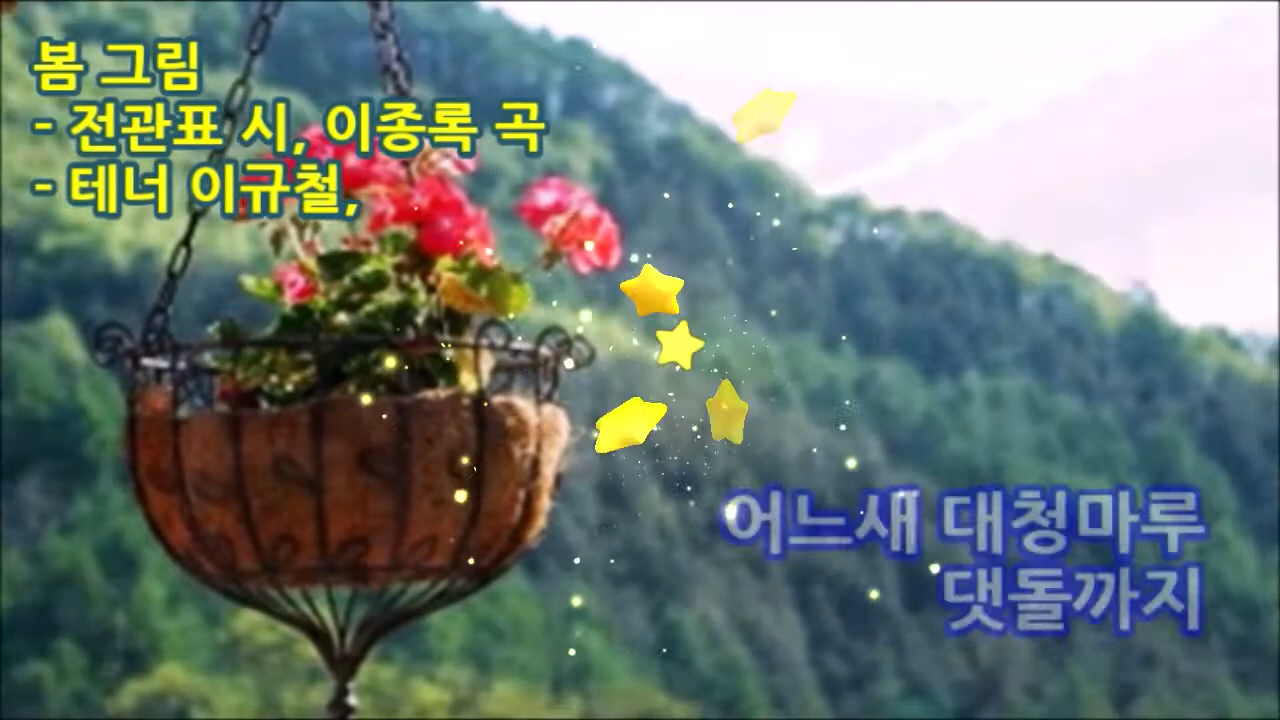 봄 그림
- 전관표 시, 이종록 곡
- 테너 이규철,
어느새 대청마루
댓돌까지